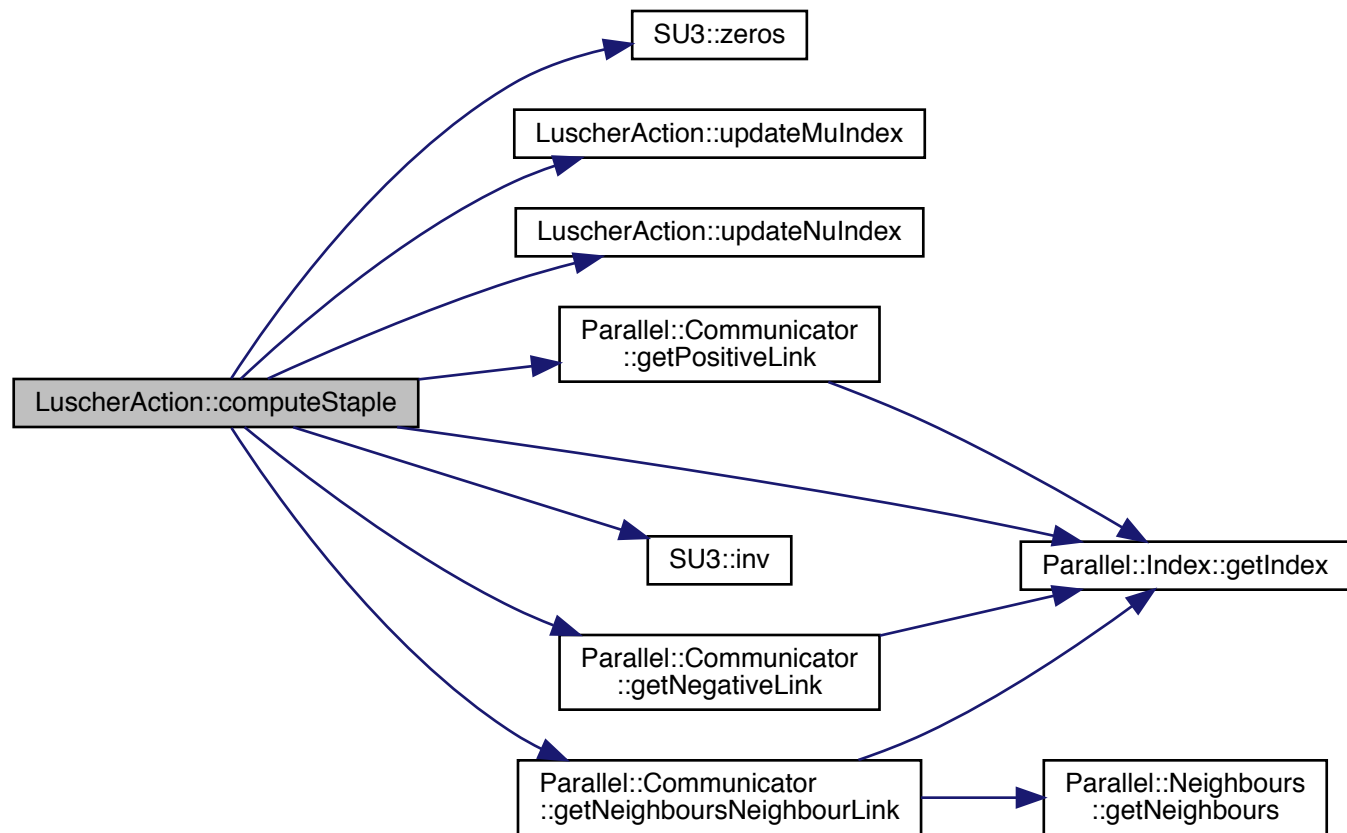 SU3::zeros
LuscherAction::updateMuIndex
LuscherAction::updateNuIndex
Parallel::Communicator
::getPositiveLink
LuscherAction::computeStaple
SU3::inv
Parallel::Index::getIndex
Parallel::Communicator
::getNegativeLink
Parallel::Communicator
::getNeighboursNeighbourLink
Parallel::Neighbours
::getNeighbours